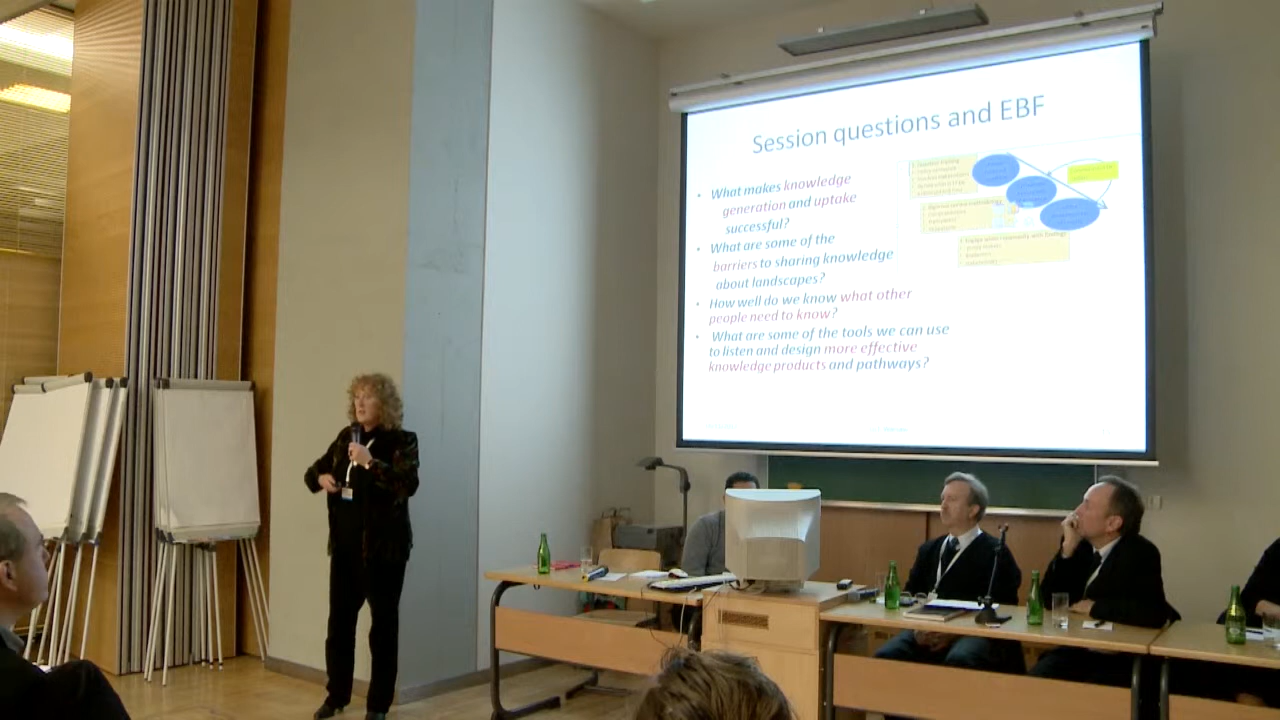 Session questions and EBF
• What makes knowledge
generation and uptake
successful?
• What are some of the
barriers to sharing knowledge
about landscapes?
• How well do we know what other
people need to know?
• What are some of the tools we can use
to listen and design more effective
knowledge products and pathways?